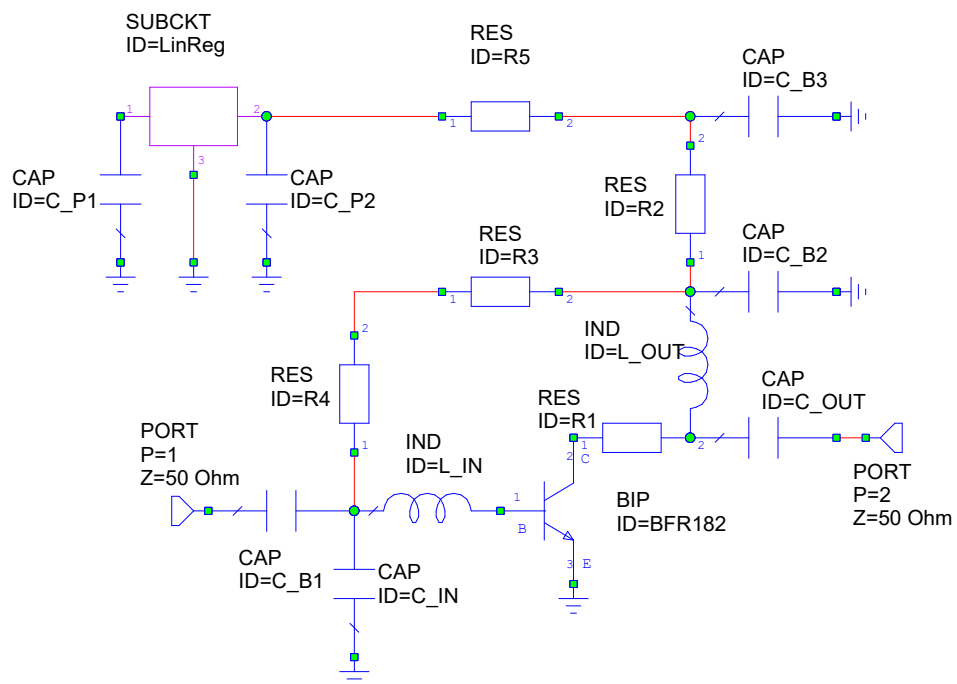 SUBCKT
ID=LinReg
RES
ID=R5
CAP
ID=C_B3
1
2
3
1
2
2
CAP
ID=C_P1
CAP
ID=C_P2
RES
ID=R2
1
RES
ID=R3
CAP
ID=C_B2
1
2
2
IND
ID=L_OUT
RES
ID=R4
1
RES
ID=R1
CAP
ID=C_OUT
1
2
2
C
PORT
P=1
Z=50 Ohm
IND
ID=L_IN
PORT
P=2
Z=50 Ohm
1
B
BIP
ID=BFR182
3
E
CAP
ID=C_B1
CAP
ID=C_IN